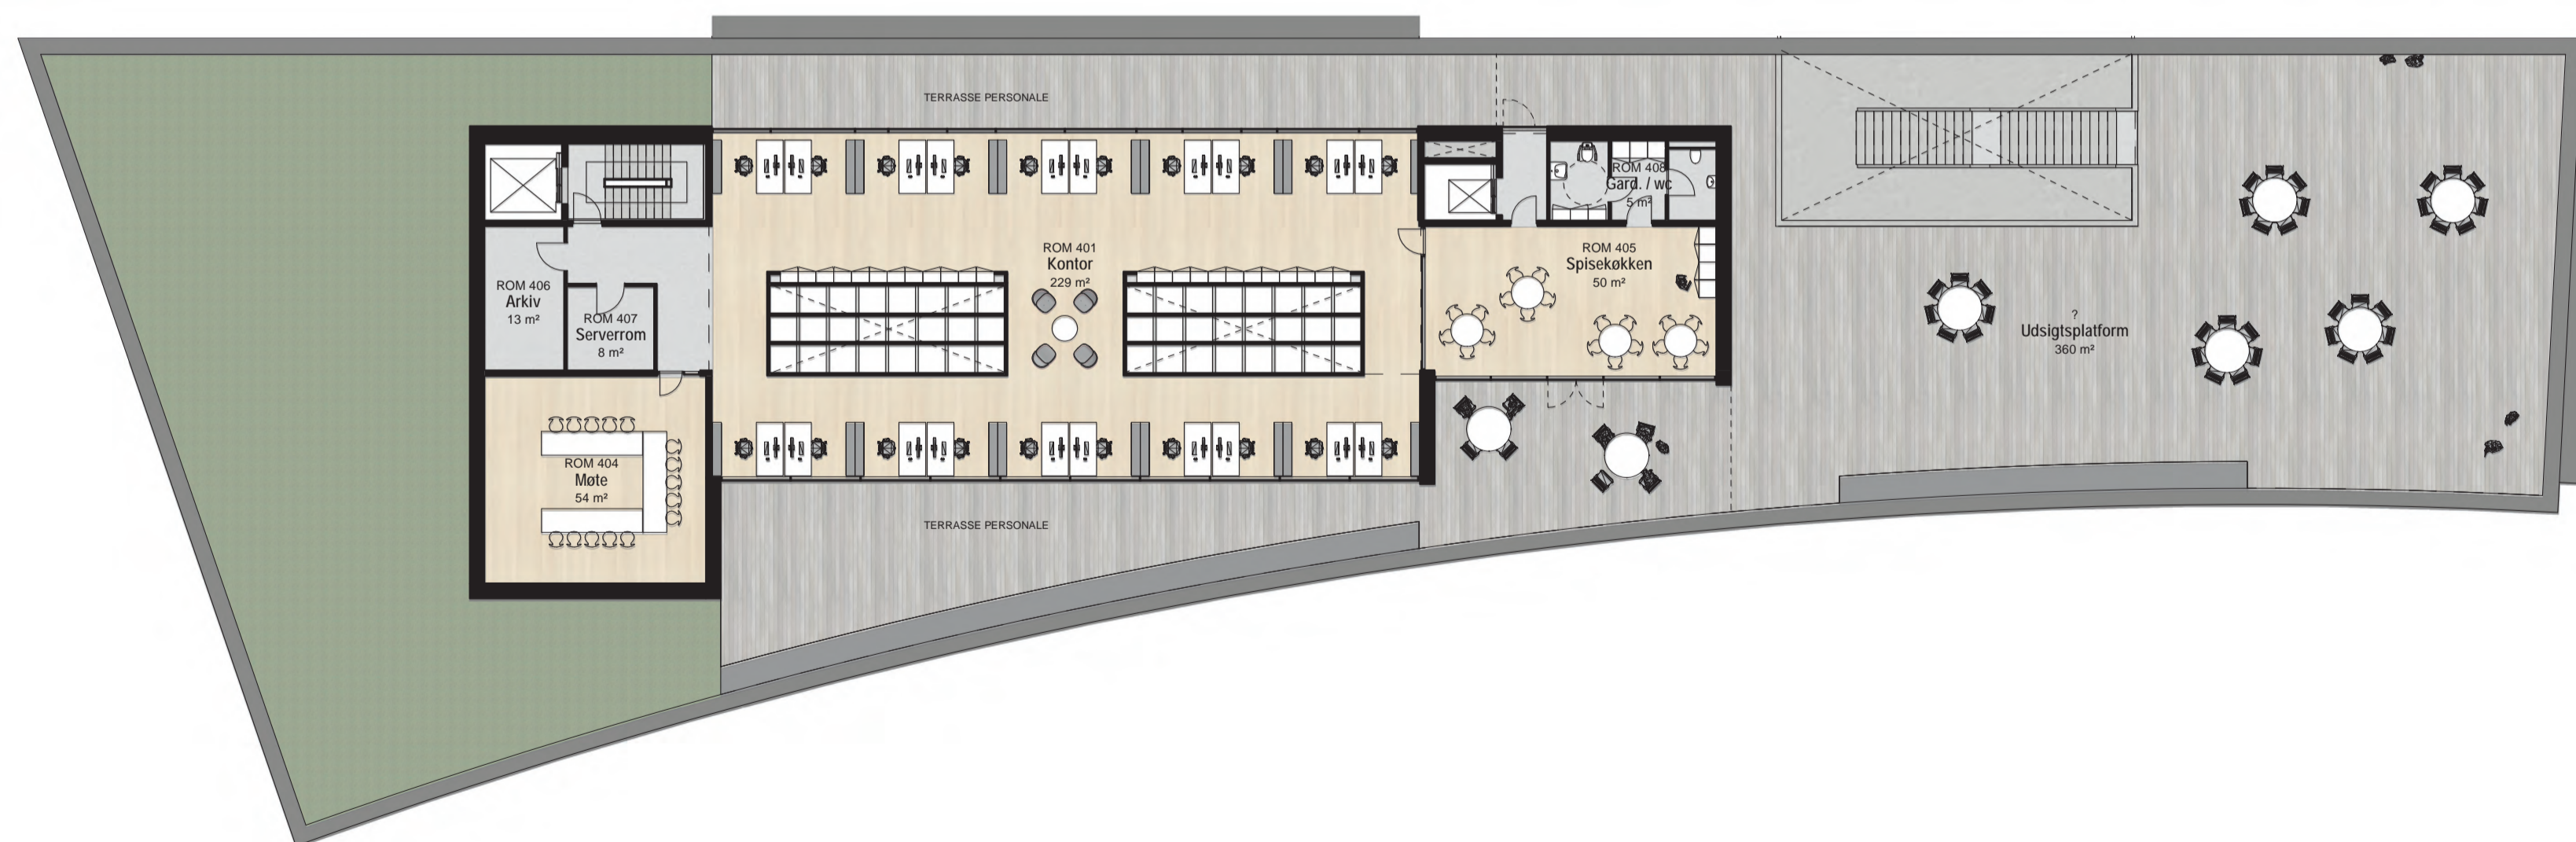 TERRASSE PERSONALE
ROM 408
Gard. / wc
5 m²
ROM 401
Kontor
229 m²
ROM 405
Spisekøkken
50 m²
ROM 406
Arkiv
13 m²
ROM 407
Serverrom
8 m²
?
Udsigtsplatform
360 m²
ROM 404
Møte
54 m²
TERRASSE PERSONALE